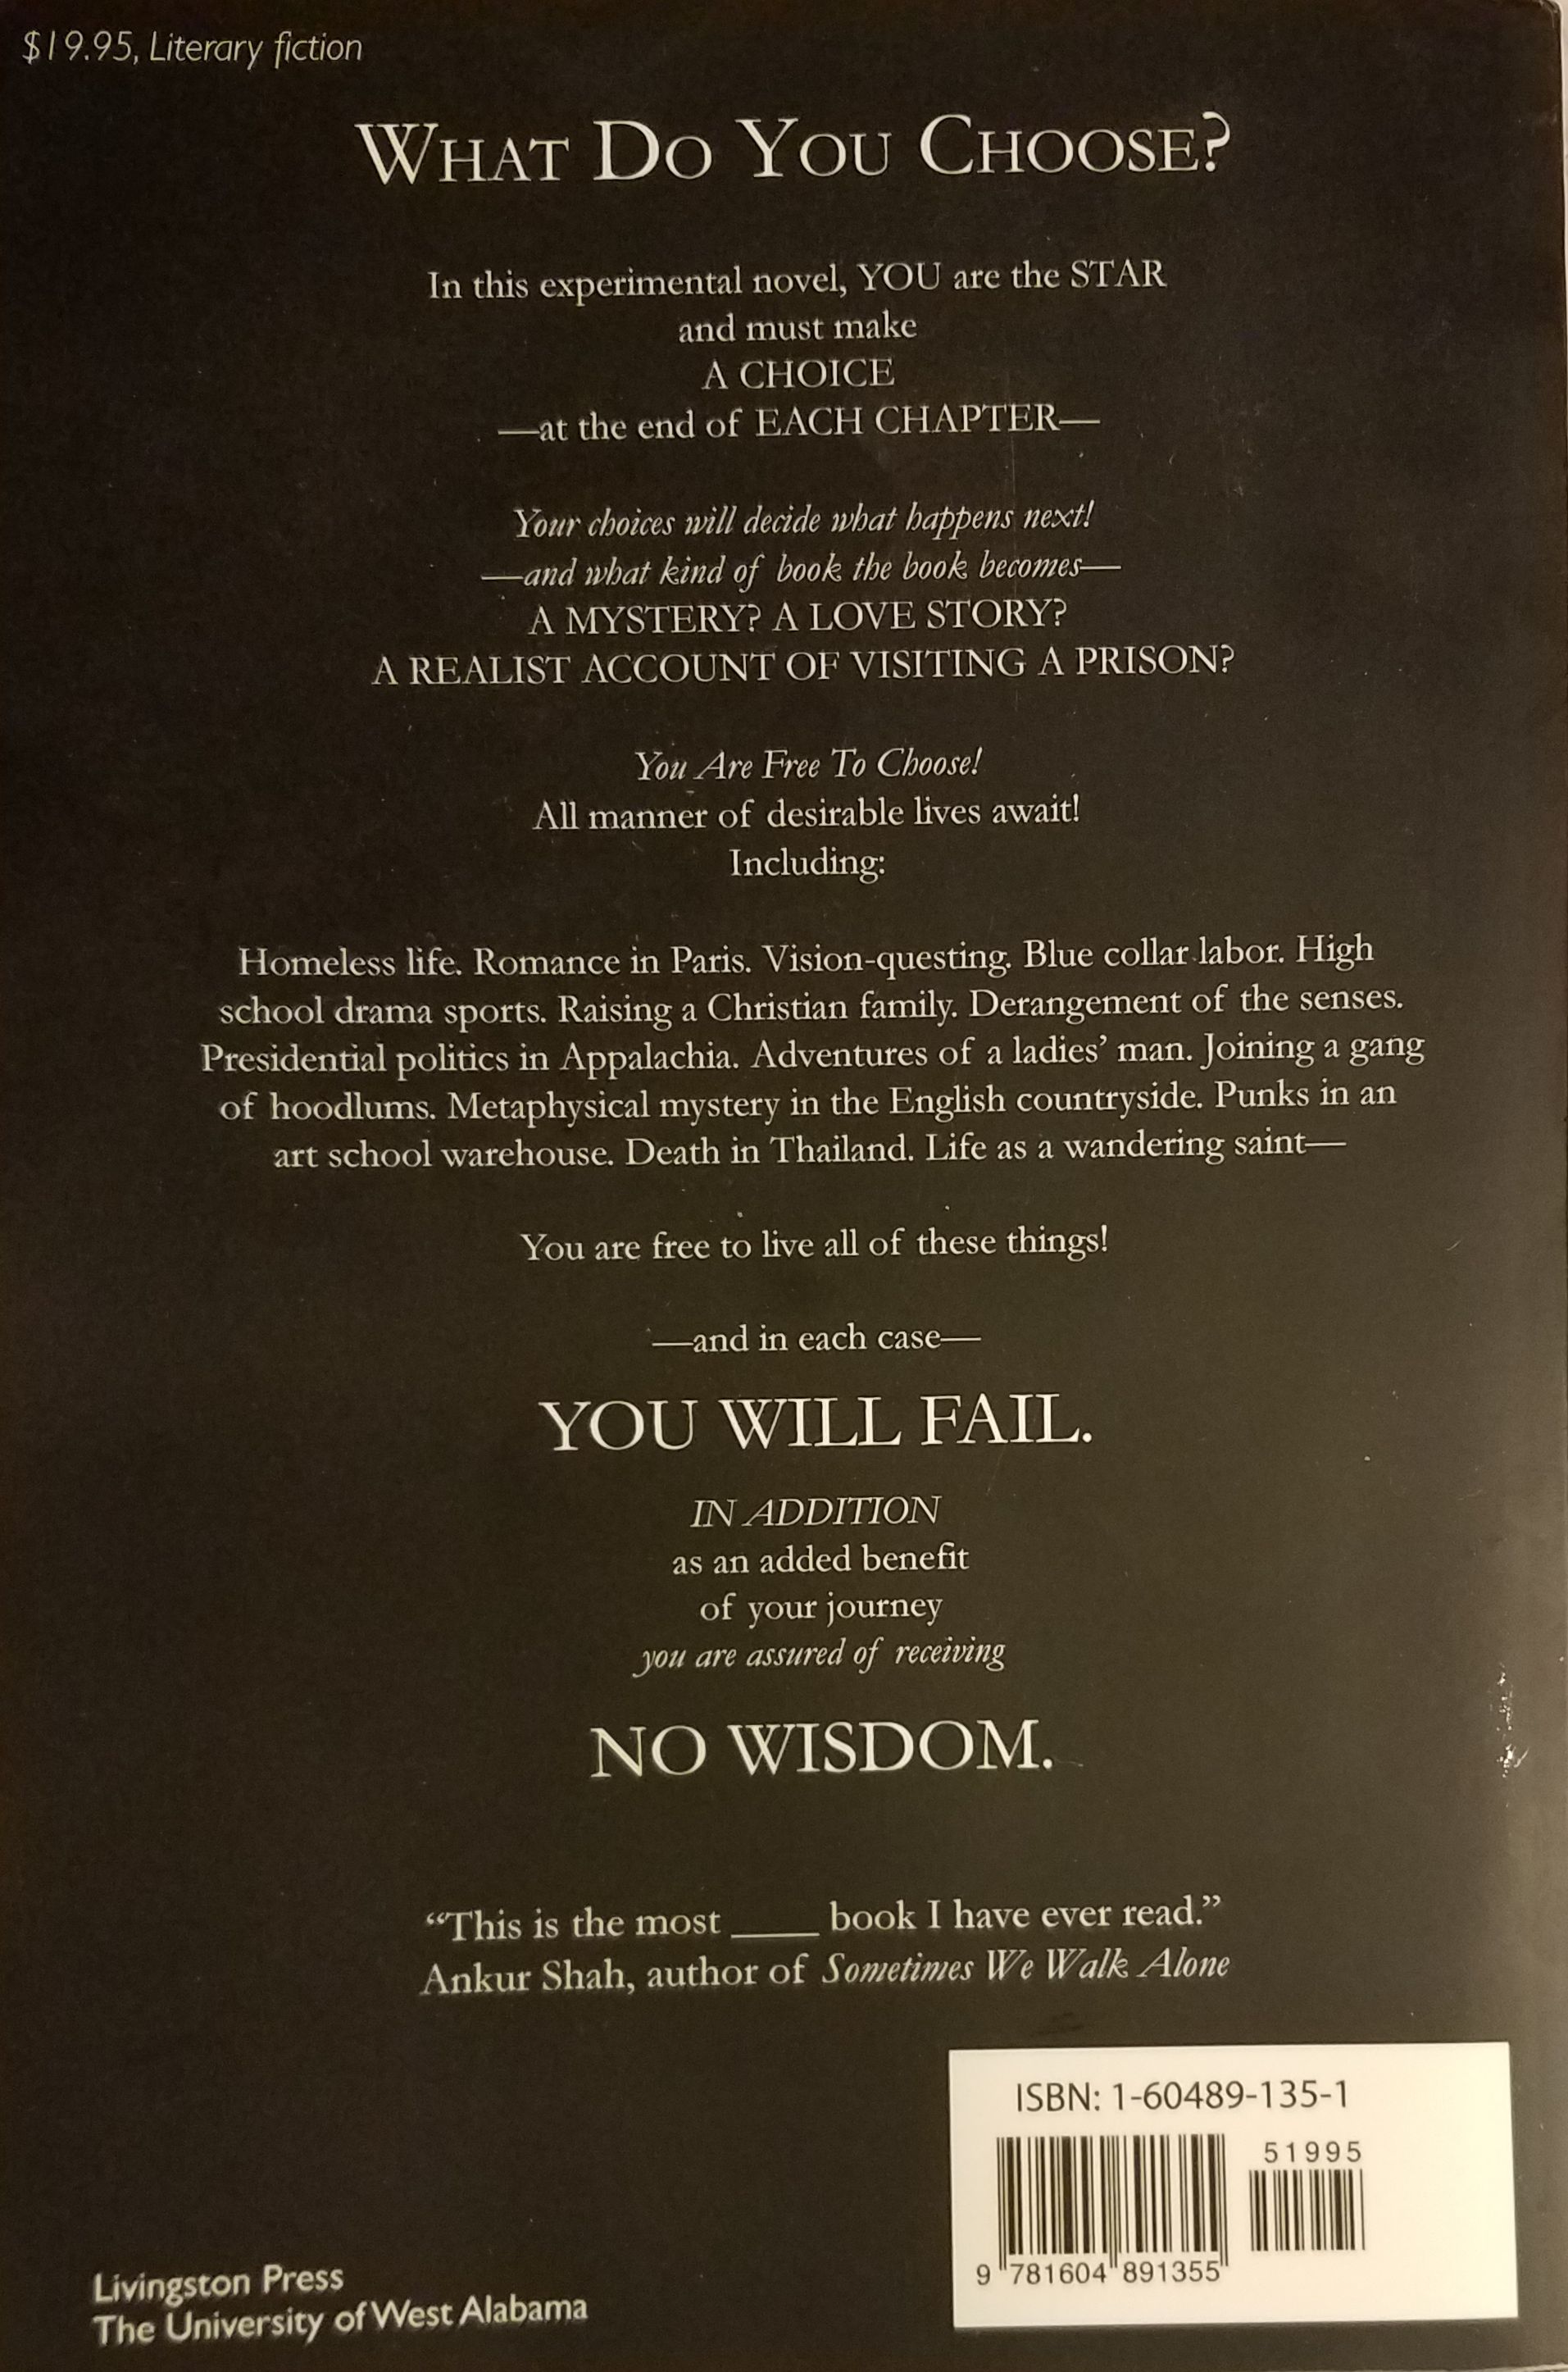 $19.95, Literary fiction
WHAT DO YOU CHOOSE?
In this experimental novel, YOU are the STAR
and must make
A CHOICE
—at the end of EACH CHAPTER—
Your choices will decide what happens next!
—and what kind of book the book becomes—
A MYSTERY? A LOVE STORY?
A REALIST ACCOUNT OF VISITING A PRISON?
You Are Free To Choose!
All manner of desirable lives await!
Including:
Homeless life. Romance in Paris. Vision-questing. Blue collar labor. High
school drama sports. Raising a Christian family. Derangement of the senses.
Presidential politics in Appalachia. Adventures of a ladies’ man. Joining a gang
of hoodlums. Metaphysical mystery in the English countryside. Punks in an
art school warehouse. Death in Thailand. Life as a wandering saint—
You are free to live all of these things!
—and in each case—
YOU WILL FAIL.
IN ADDITION
as an added benefit
of your journey
you are assured of receiving
NO WISDOM.
“This is the most ____ book I have ever read.”
Ankur Shah, author of Sometimes We Walk Alone
ISBN: 1-60489-135-1
51995
9 781604 891355
Livingston Press
The University of West Alabama